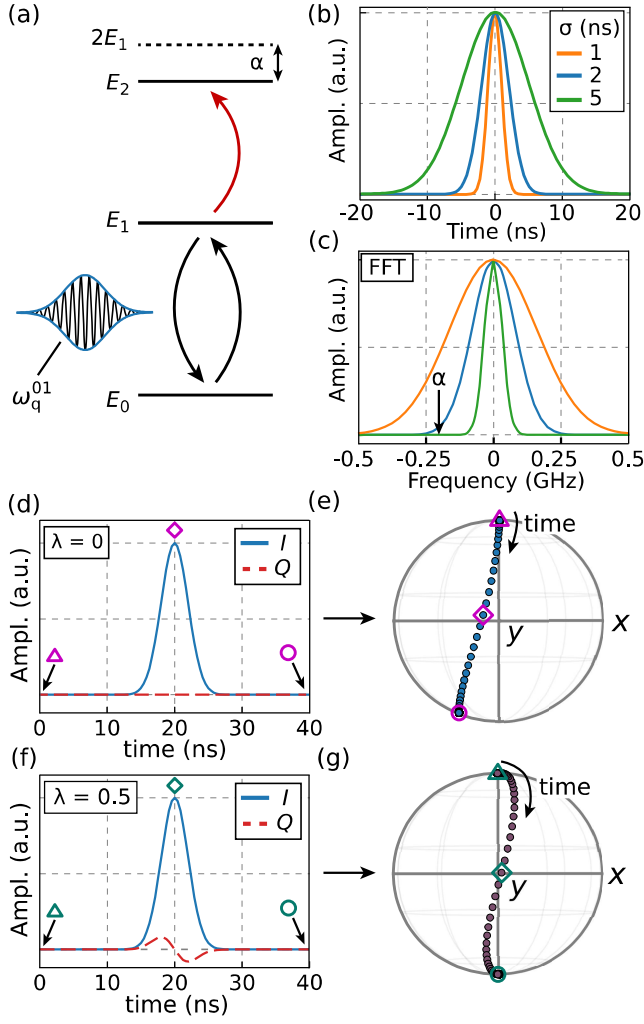 (a)
2E₁
α
E₂
E₁
ω_q^01
E₀
(b)
Ampl. (a.u.)
σ (ns)
1
2
5
-20 -10 0 10 20
Time (ns)
(c)
Ampl. (a.u.)
FFT
α
-0.5 -0.25 0 0.25 0.5
Frequency (GHz)
(d)
Ampl. (a.u.)
λ = 0
I
Q
0 10 20 30 40
time (ns)
(e)
time
x
y
(f)
Ampl. (a.u.)
λ = 0.5
I
Q
0 10 20 30 40
time (ns)
(g)
time
x
y